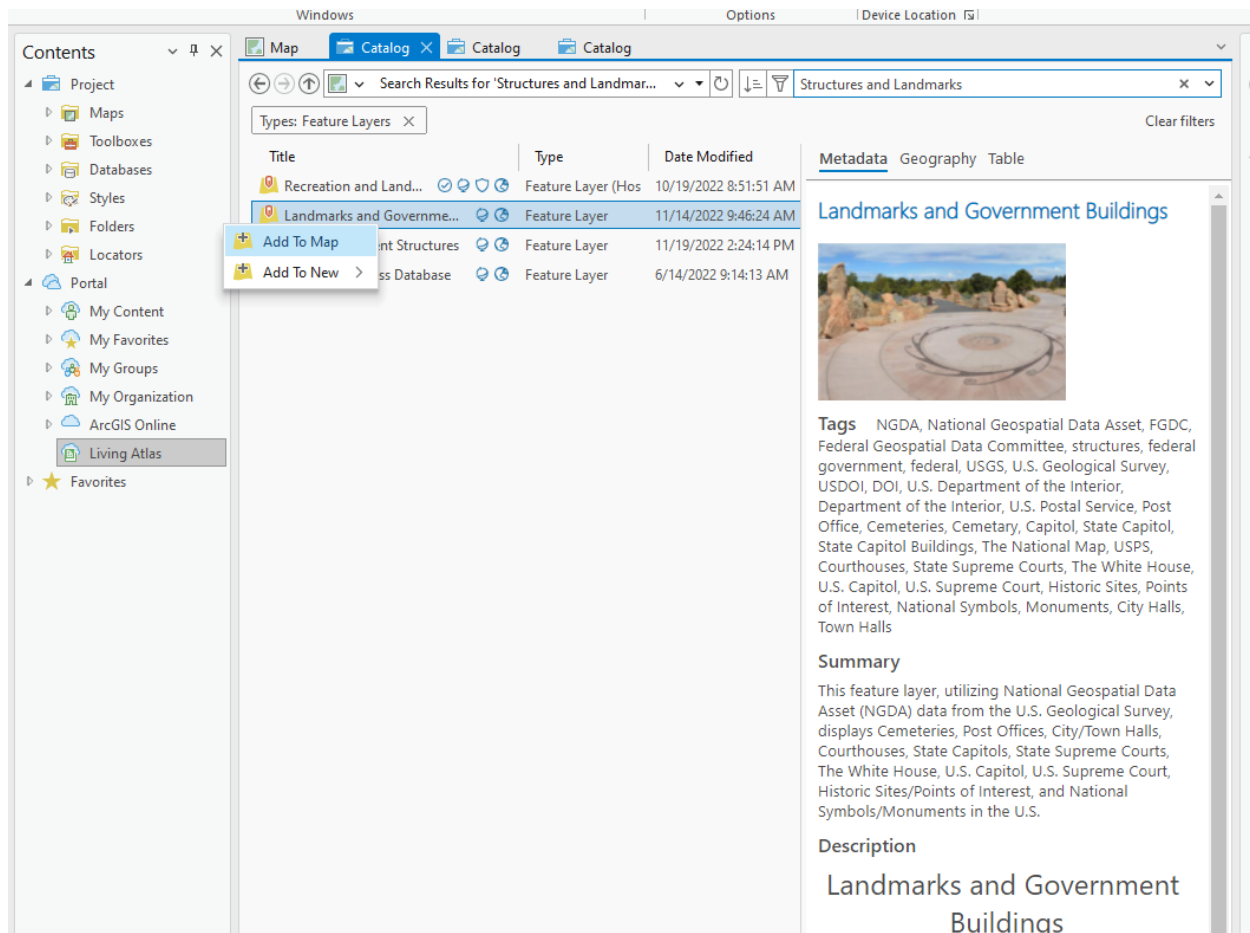 Windows
Options
Device Location
Contents
Map
Catalog
Catalog
Catalog
Project
Maps
Toolboxes
Databases
Styles
Folders
Locators
Portal
My Content
My Favorites
My Groups
My Organization
ArcGIS Online
Living Atlas
Favorites
Search Results for 'Structures and Landmar...
Structures and Landmarks
Types: Feature Layers
Clear filters
Title Type Date Modified
Recreation and Land... Feature Layer (Hos 10/19/2022 8:51:51 AM
Landmarks and Governme... Feature Layer 11/14/2022 9:46:24 AM
nt Structures Feature Layer 11/19/2022 2:24:14 PM
ss Database Feature Layer 6/14/2022 9:14:13 AM
Add To Map
Add To New
Metadata Geography Table
Landmarks and Government Buildings
Tags NGDA, National Geospatial Data Asset, FGDC,
Federal Geospatial Data Committee, structures, federal
government, federal, USGS, U.S. Geological Survey,
USDOI, DOI, U.S. Department of the Interior,
Department of the Interior, U.S. Postal Service, Post
Office, Cemeteries, Cemetary, Capitol, State Capitol,
State Capitol Buildings, The National Map, USPS,
Courthouses, State Supreme Courts, The White House,
U.S. Capitol, U.S. Supreme Court, Historic Sites, Points
of Interest, National Symbols, Monuments, City Halls,
Town Halls
Summary
This feature layer, utilizing National Geospatial Data
Asset (NGDA) data from the U.S. Geological Survey,
displays Cemeteries, Post Offices, City/Town Halls,
Courthouses, State Capitols, State Supreme Courts,
The White House, U.S. Capitol, U.S. Supreme Court,
Historic Sites/Points of Interest, and National
Symbols/Monuments in the U.S.
Description
Landmarks and Government
Buildings